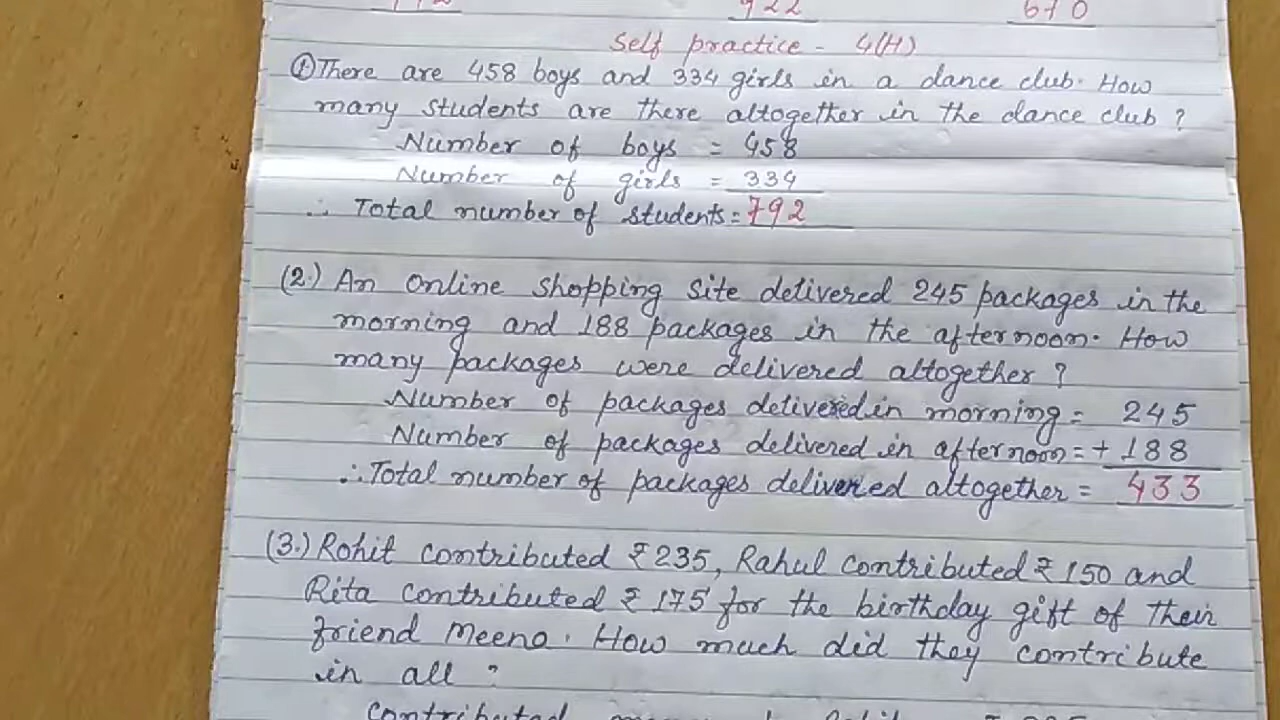 922
670
Self practice - 4(H)
① There are 458 boys and 334 girls in a dance club. How
many students are there altogether in the dance club ?
Number of boys = 458
Number of girls = 334
∴ Total number of students = 792
(2.) An Online shopping site delivered 245 packages in the
morning and 188 packages in the afternoon. How
many packages were delivered altogether ?
Number of packages delivered in morning = 245
Number of packages delivered in afternoon = + 188
∴ Total number of packages delivered altogether = 433
(3.) Rohit contributed ₹ 235, Rahul contributed ₹ 150 and
Rita contributed ₹ 175 for the birthday gift of their
friend Meena. How much did they contribute
in all ?
Contributed